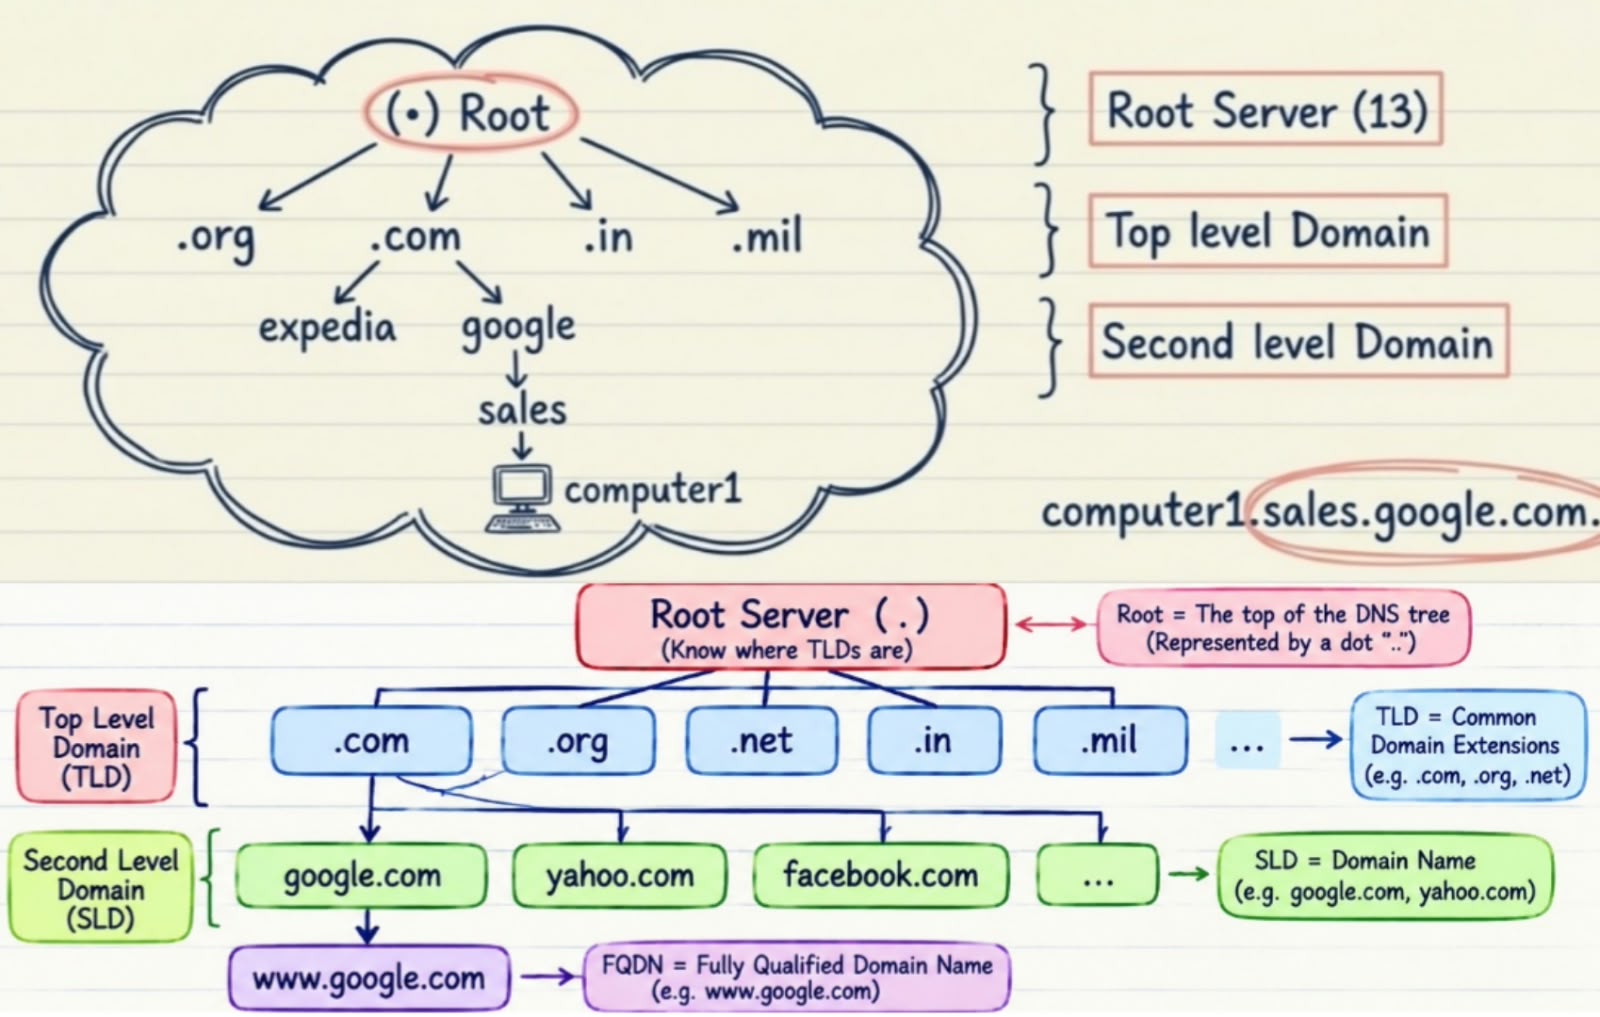 (•) Root
Root Server (13)
.org .com .in .mil
Top level Domain
expedia google
Second level Domain
sales
computer1
computer1.sales.google.com.
Root Server (.)
(Know where TLDs are)
Root = The top of the DNS tree
(Represented by a dot "..")
Top Level
Domain
(TLD)
.com .org .net .in .mil ...
TLD = Common
Domain Extensions
(e.g. .com, .org, .net)
Second Level
Domain
(SLD)
google.com yahoo.com facebook.com ...
SLD = Domain Name
(e.g. google.com, yahoo.com)
www.google.com
FQDN = Fully Qualified Domain Name
(e.g. www.google.com)